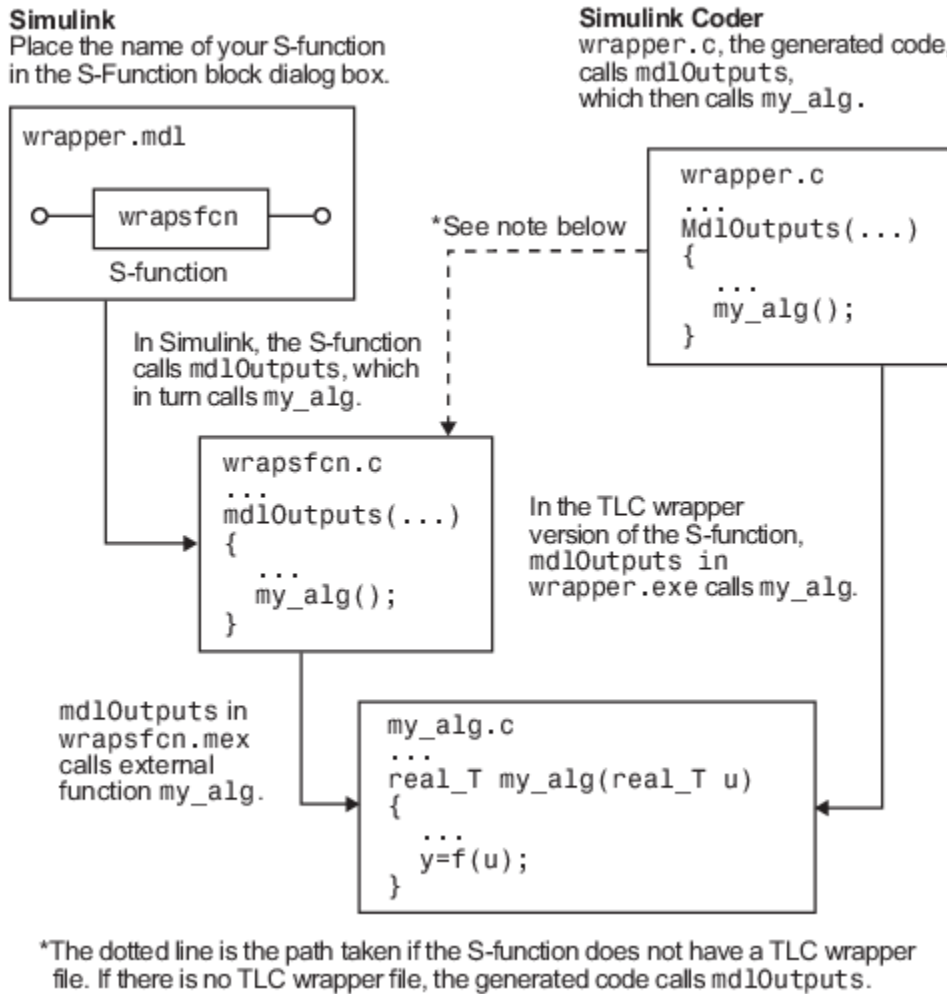 Simulink
Place the name of your S-function
in the S-Function block dialog box.
wrapper.mdl
wrapsfcn
S-function
In Simulink, the S-function
calls mdlOutputs, which
in turn calls my_alg.
Simulink Coder
wrapper.c, the generated code,
calls mdlOutputs,
which then calls my_alg.
wrapper.c
...
MdlOutputs(...)
{
...
my_alg();
}
*See note below
wrapsfcn.c
...
mdlOutputs(...)
{
...
my_alg();
}
In the TLC wrapper
version of the S-function,
mdlOutputs in
wrapper.exe calls my_alg.
mdlOutputs in
wrapsfcn.mex
calls external
function my_alg.
my_alg.c
...
real_T my_alg(real_T u)
{
...
y=f(u);
}
*The dotted line is the path taken if the S-function does not have a TLC wrapper
file. If there is no TLC wrapper file, the generated code calls mdlOutputs.